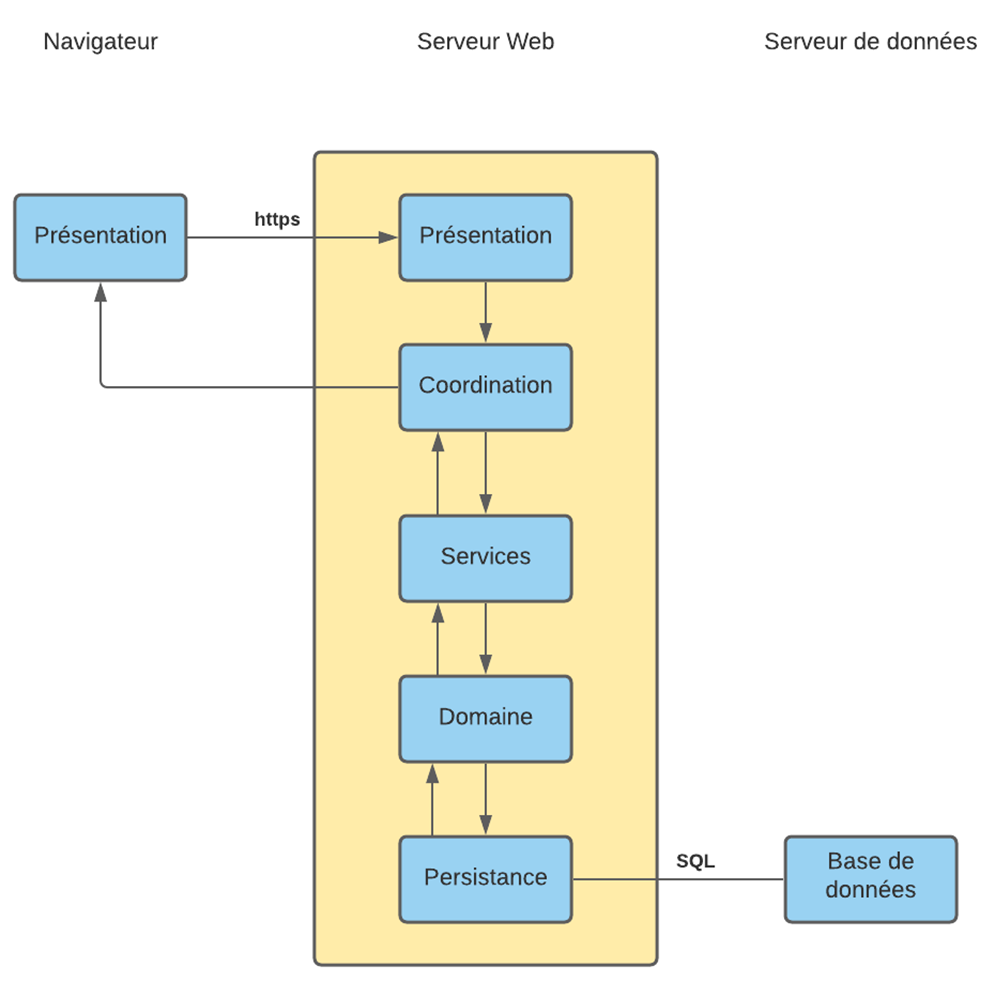 Navigateur
Serveur Web
Serveur de données
Présentation
https
Présentation
Coordination
Services
Domaine
Persistance
SQL
Base de
données